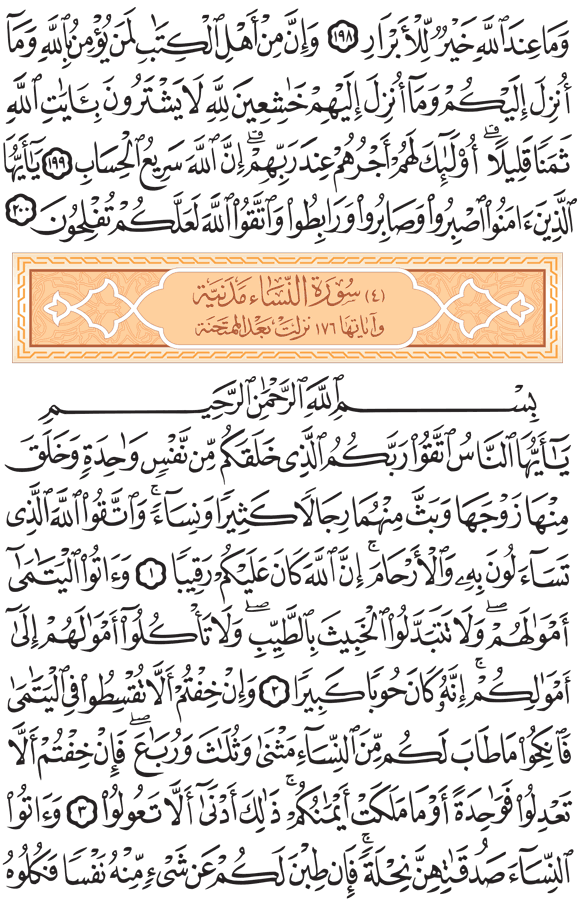 وَمَا عِندَ ٱللَّهِ خَيْرٌ لِّلْأَبْرَارِ ١٩٨ وَإِنَّ مِنْ أَهْلِ ٱلْكِتَٰبِ لَمَن يُؤْمِنُ بِٱللَّهِ وَمَآ
أُنزِلَ إِلَيْكُمْ وَمَآ أُنزِلَ إِلَيْهِمْ خَٰشِعِينَ لِلَّهِ لَا يَشْتَرُونَ بِـَٔايَٰتِ ٱللَّهِ
ثَمَنًا قَلِيلًا ۗ أُو۟لَٰٓئِكَ لَهُمْ أَجْرُهُمْ عِندَ رَبِّهِمْ ۗ إِنَّ ٱللَّهَ سَرِيعُ ٱلْحِسَابِ ١٩٩ يَٰٓأَيُّهَا
ٱلَّذِينَ ءَامَنُوا۟ ٱصْبِرُوا۟ وَصَابِرُوا۟ وَرَابِطُوا۟ وَٱتَّقُوا۟ ٱللَّهَ لَعَلَّكُمْ تُفْلِحُونَ ٢٠٠
(٤) سُورَةُ النِّسَاءِ مَدَنِيَّة
وآياتها ١٧٦ نزلت بعد الممتحنة
بِسْمِ ٱللَّهِ ٱلرَّحْمَٰنِ ٱلرَّحِيمِ
يَٰٓأَيُّهَا ٱلنَّاسُ ٱتَّقُوا۟ رَبَّكُمُ ٱلَّذِى خَلَقَكُم مِّن نَّفْسٍ وَٰحِدَةٍ وَخَلَقَ
مِنْهَا زَوْجَهَا وَبَثَّ مِنْهُمَا رِجَالًا كَثِيرًا وَنِسَآءً ۚ وَٱتَّقُوا۟ ٱللَّهَ ٱلَّذِى
تَسَآءَلُونَ بِهِۦ وَٱلْأَرْحَامَ ۚ إِنَّ ٱللَّهَ كَانَ عَلَيْكُمْ رَقِيبًا ١ وَءَاتُوا۟ ٱلْيَتَٰمَىٰٓ
أَمْوَٰلَهُمْ ۖ وَلَا تَتَبَدَّلُوا۟ ٱلْخَبِيثَ بِٱلطَّيِّبِ ۖ وَلَا تَأْكُلُوٓا۟ أَمْوَٰلَهُمْ إِلَىٰٓ
أَمْوَٰلِكُمْ ۚ إِنَّهُۥ كَانَ حُوبًا كَبِيرًا ٢ وَإِنْ خِفْتُمْ أَلَّا تُقْسِطُوا۟ فِى ٱلْيَتَٰمَىٰ
فَٱنكِحُوا۟ مَا طَابَ لَكُم مِّنَ ٱلنِّسَآءِ مَثْنَىٰ وَثُلَٰثَ وَرُبَٰعَ ۖ فَإِنْ خِفْتُمْ أَلَّا
تَعْدِلُوا۟ فَوَٰحِدَةً أَوْ مَا مَلَكَتْ أَيْمَٰنُكُمْ ۚ ذَٰلِكَ أَدْنَىٰٓ أَلَّا تَعُولُوا۟ ٣ وَءَاتُوا۟
ٱلنِّسَآءَ صَدُقَٰتِهِنَّ نِحْلَةً ۚ فَإِن طِبْنَ لَكُمْ عَن شَىْءٍ مِّنْهُ نَفْسًا فَكُلُوهُ